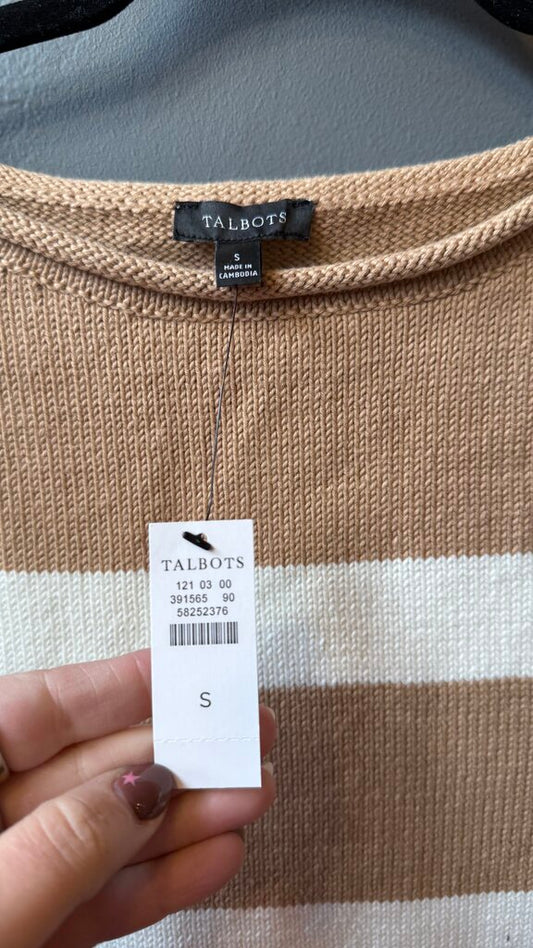 TALBOTS
S
MADE IN
CAMBODIA
TALBOTS
121 03 00
391565 90
58252376
S